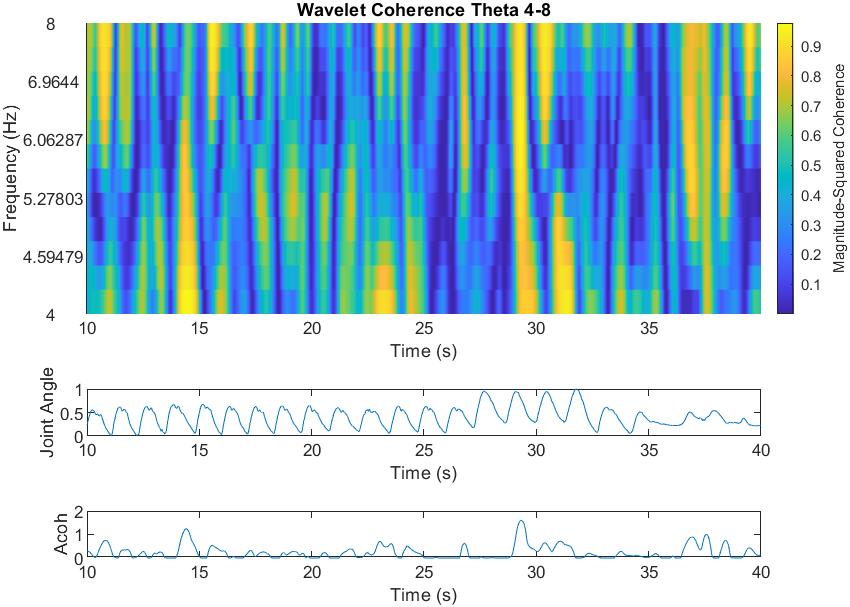 Wavelet Coherence Theta 4-8
8
6.9644
6.06287
5.27803
4.59479
4
Frequency (Hz)
10 15 20 25 30 35
Time (s)
0.9
0.8
0.7
0.6
0.5
0.4
0.3
0.2
0.1
Magnitude-Squared Coherence
1
0.5
0
Joint Angle
10 15 20 25 30 35 40
Time (s)
2
1
0
Acoh
10 15 20 25 30 35 40
Time (s)